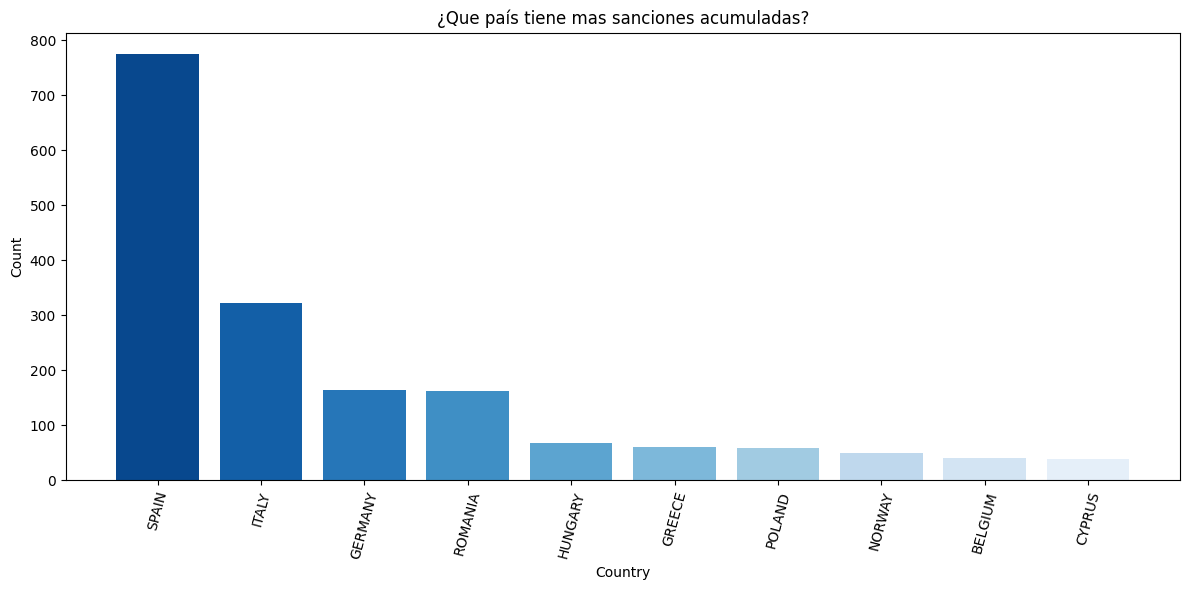 ¿Que país tiene mas sanciones acumuladas?
800
700
600
500
400
300
200
100
0
Count
SPAIN
ITALY
GERMANY
ROMANIA
HUNGARY
GREECE
POLAND
NORWAY
BELGIUM
CYPRUS
Country